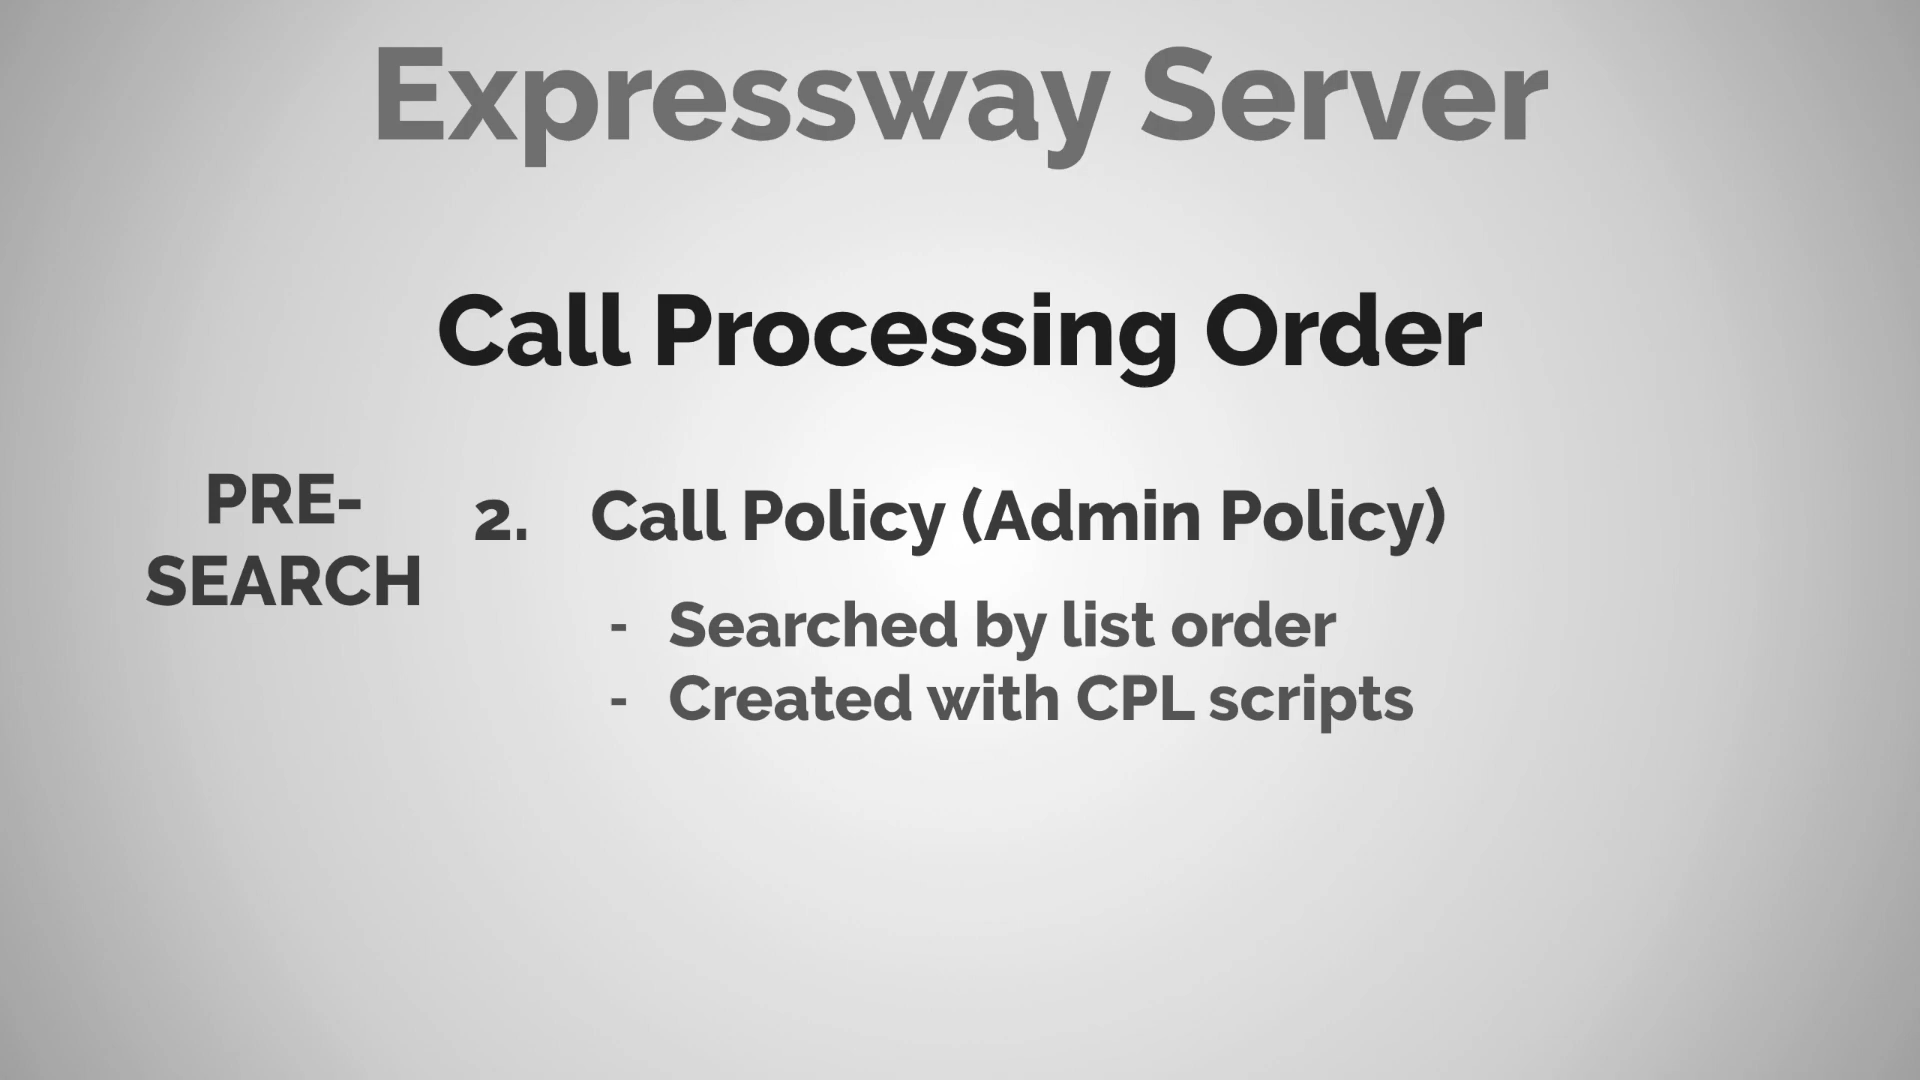 Expressway Server
Call Processing Order
PRE-
SEARCH
2. Call Policy (Admin Policy)
- Searched by list order
- Created with CPL scripts